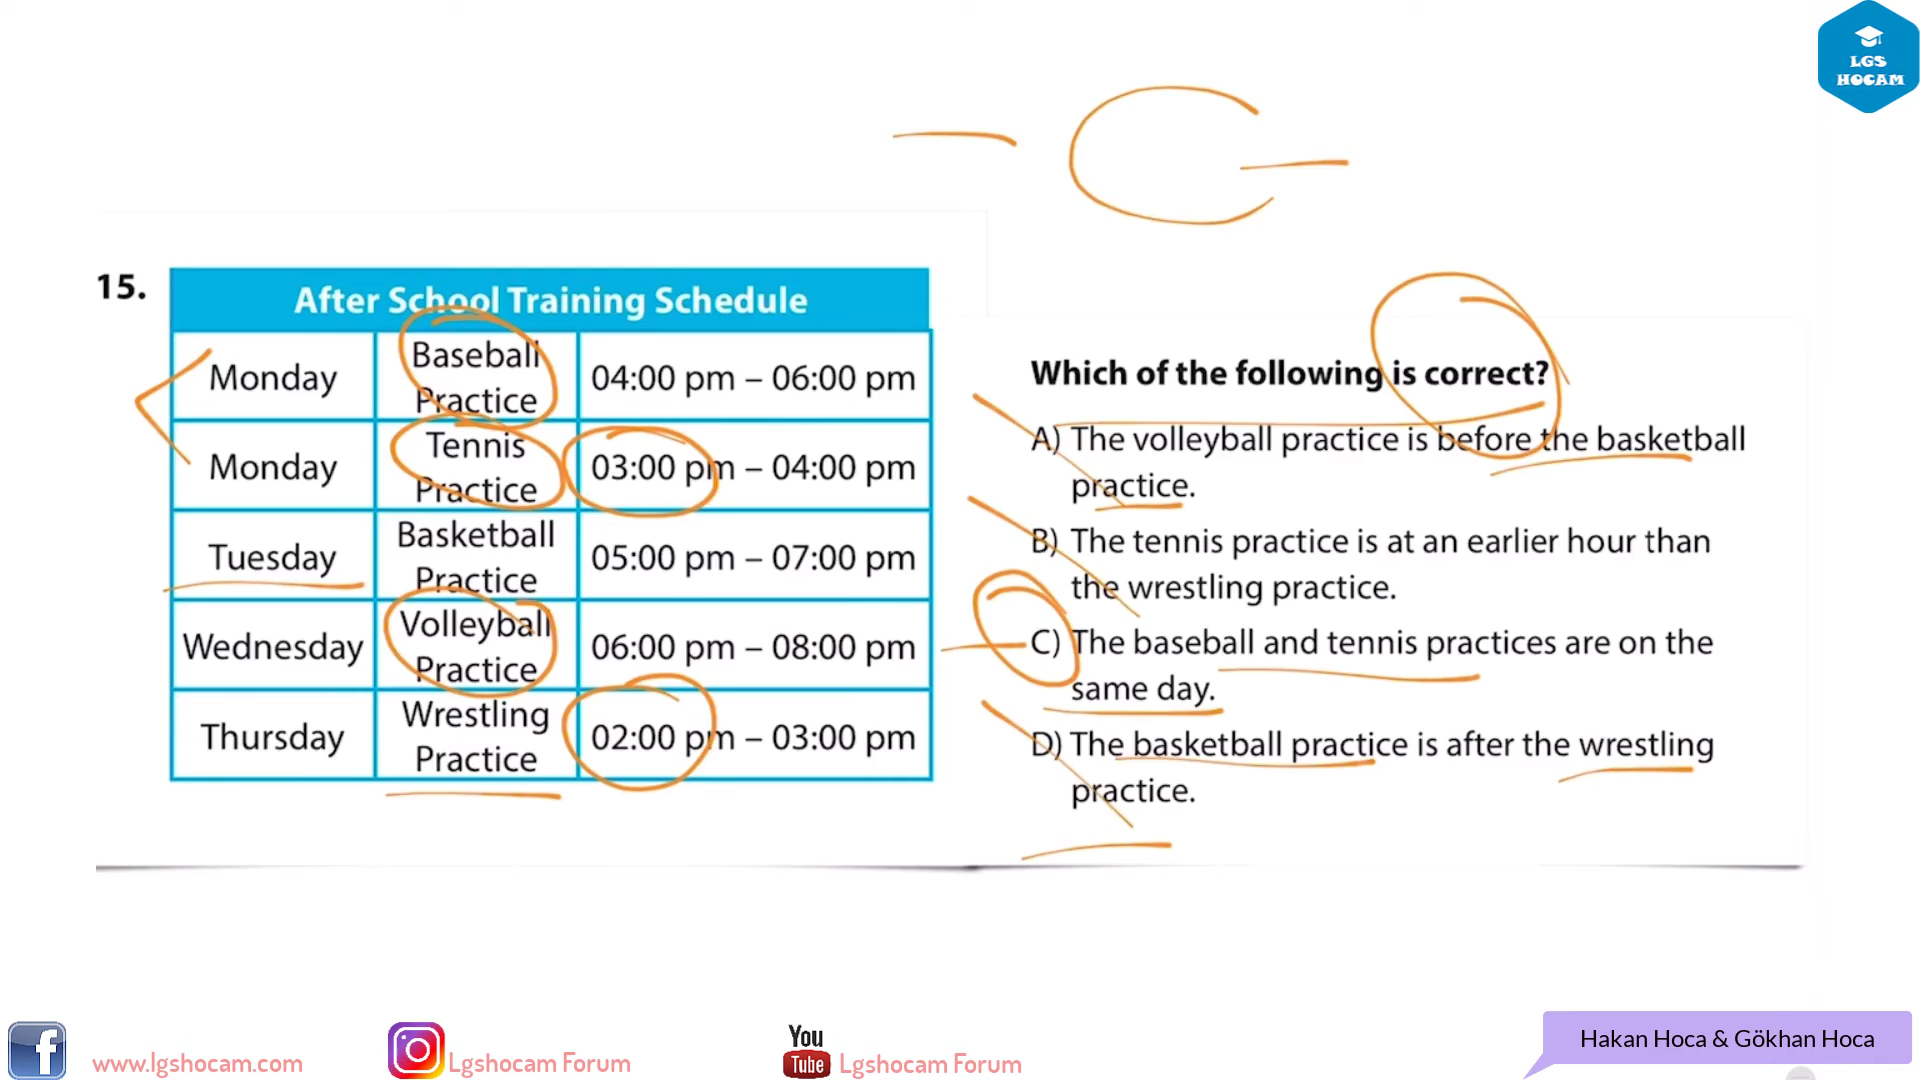 LGS
HOCAM
15.
After School Training Schedule
Monday
Baseball
Practice
04:00 pm – 06:00 pm
Monday
Tennis
Practice
03:00 pm – 04:00 pm
Tuesday
Basketball
Practice
05:00 pm – 07:00 pm
Wednesday
Volleyball
Practice
06:00 pm – 08:00 pm
Thursday
Wrestling
Practice
02:00 pm – 03:00 pm
Which of the following is correct?
A) The volleyball practice is before the basketball
practice.
B) The tennis practice is at an earlier hour than
the wrestling practice.
C) The baseball and tennis practices are on the
same day.
D) The basketball practice is after the wrestling
practice.
www.lgshocam.com
Lgshocam Forum
You
Tube
Lgshocam Forum
Hakan Hoca & Gökhan Hoca